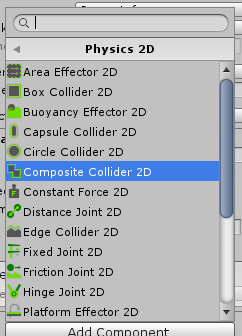 Physics 2D
Area Effector 2D
Box Collider 2D
Buoyancy Effector 2D
Capsule Collider 2D
Circle Collider 2D
Composite Collider 2D
Constant Force 2D
Distance Joint 2D
Edge Collider 2D
Fixed Joint 2D
Friction Joint 2D
Hinge Joint 2D
Platform Effector 2D
Add Component